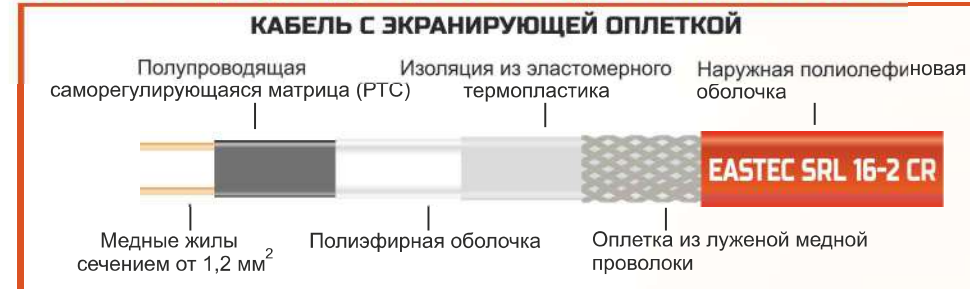 КАБЕЛЬ С ЭКРАНИРУЮЩЕЙ ОПЛЕТКОЙ
Полупроводящая
саморегулирующаяся матрица (РТС)
Изоляция из эластомерного
термопластика
Наружная полиолефиновая
оболочка
EASTEC SRL 16-2 CR
Медные жилы
сечением от 1,2 мм²
Полиэфирная оболочка
Оплетка из луженой медной
проволоки